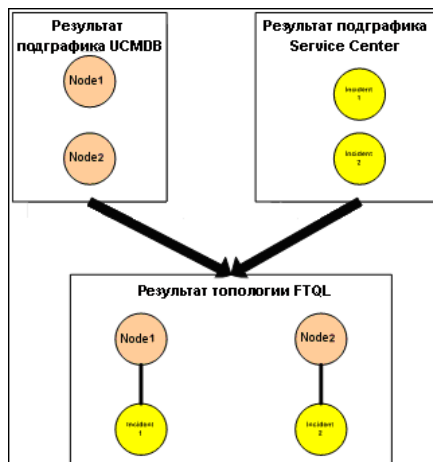 Результат
подграфика UCMDB
Node1
Node2
Результат
подграфика
Service Center
Incident
1
Incident
2
Результат топологии FTQL
Node1
Node2
Incident
1
Incident
2